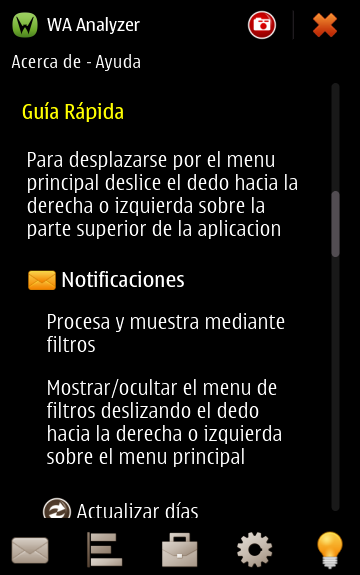 WA Analyzer
Acerca de - Ayuda
Guía Rápida
Para desplazarse por el menu
principal deslice el dedo hacia la
derecha o izquierda sobre la
parte superior de la aplicacion
Notificaciones
Procesa y muestra mediante
filtros
Mostrar/ocultar el menu de
filtros deslizando el dedo
hacia la derecha o izquierda
sobre el menu principal
Actualizar días